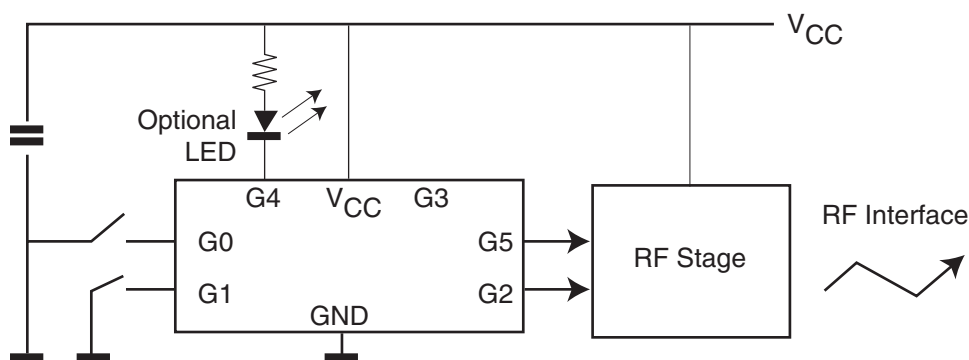 VCC
Optional
LED
G4
VCC
G3
RF Interface
G0
G5
RF Stage
G1
G2
GND